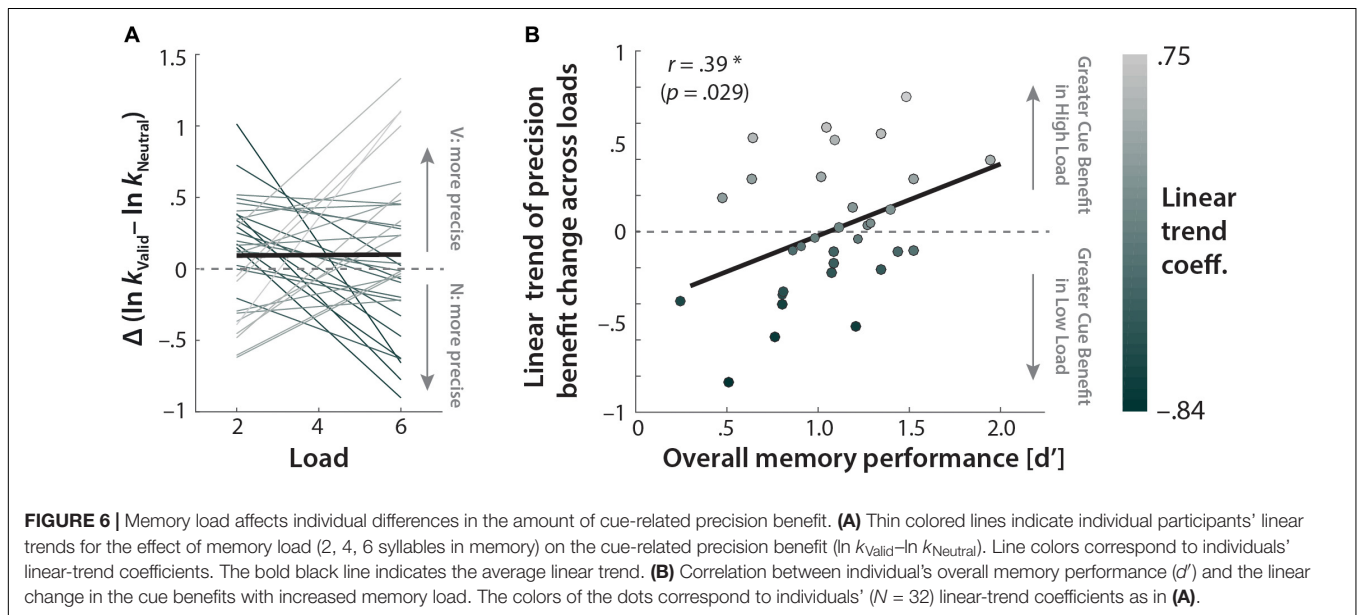 A
Δ (ln kValid– ln kNeutral)
1.5
1
.5
0
–.5
–1
2
4
6
Load
V: more precise
N: more precise
B
Linear trend of precision
benefit change across loads
r = .39 *
(p = .029)
1
.5
0
–.5
–1
0
.5
1.0
1.5
2.0
Overall memory performance [d′]
Greater Cue Benefit
in High Load
Greater Cue Benefit
in Low Load
.75
–.84
Linear
trend
coeff.
FIGURE 6 | Memory load affects individual differences in the amount of cue-related precision benefit. (A) Thin colored lines indicate individual participants’ linear
trends for the effect of memory load (2, 4, 6 syllables in memory) on the cue-related precision benefit (ln kValid–ln kNeutral). Line colors correspond to individuals’
linear-trend coefficients. The bold black line indicates the average linear trend. (B) Correlation between individual’s overall memory performance (d′) and the linear
change in the cue benefits with increased memory load. The colors of the dots correspond to individuals’ (N = 32) linear-trend coefficients as in (A).